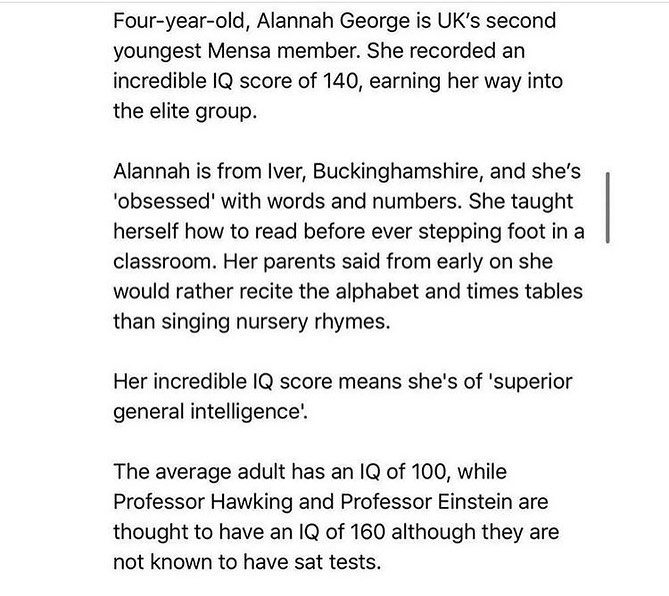 Four-year-old, Alannah George is UK’s second
youngest Mensa member. She recorded an
incredible IQ score of 140, earning her way into
the elite group.
Alannah is from Iver, Buckinghamshire, and she’s
'obsessed' with words and numbers. She taught
herself how to read before ever stepping foot in a
classroom. Her parents said from early on she
would rather recite the alphabet and times tables
than singing nursery rhymes.
Her incredible IQ score means she's of 'superior
general intelligence'.
The average adult has an IQ of 100, while
Professor Hawking and Professor Einstein are
thought to have an IQ of 160 although they are
not known to have sat tests.